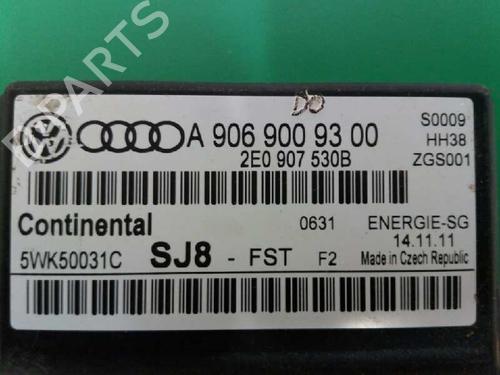 DO
A 906 900 93 00
2E0 907 530B
S0009
HH38
ZGS001
Continental
0631
ENERGIE-SG
14.11.11
5WK50031C
SJ8 - FST F2
Made in Czech Republic